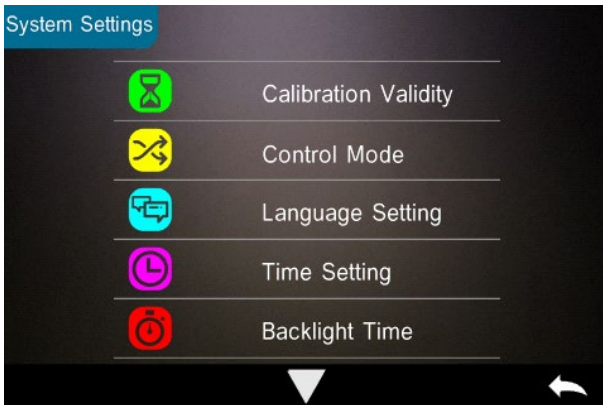 System Settings
Calibration Validity
Control Mode
Language Setting
Time Setting
Backlight Time